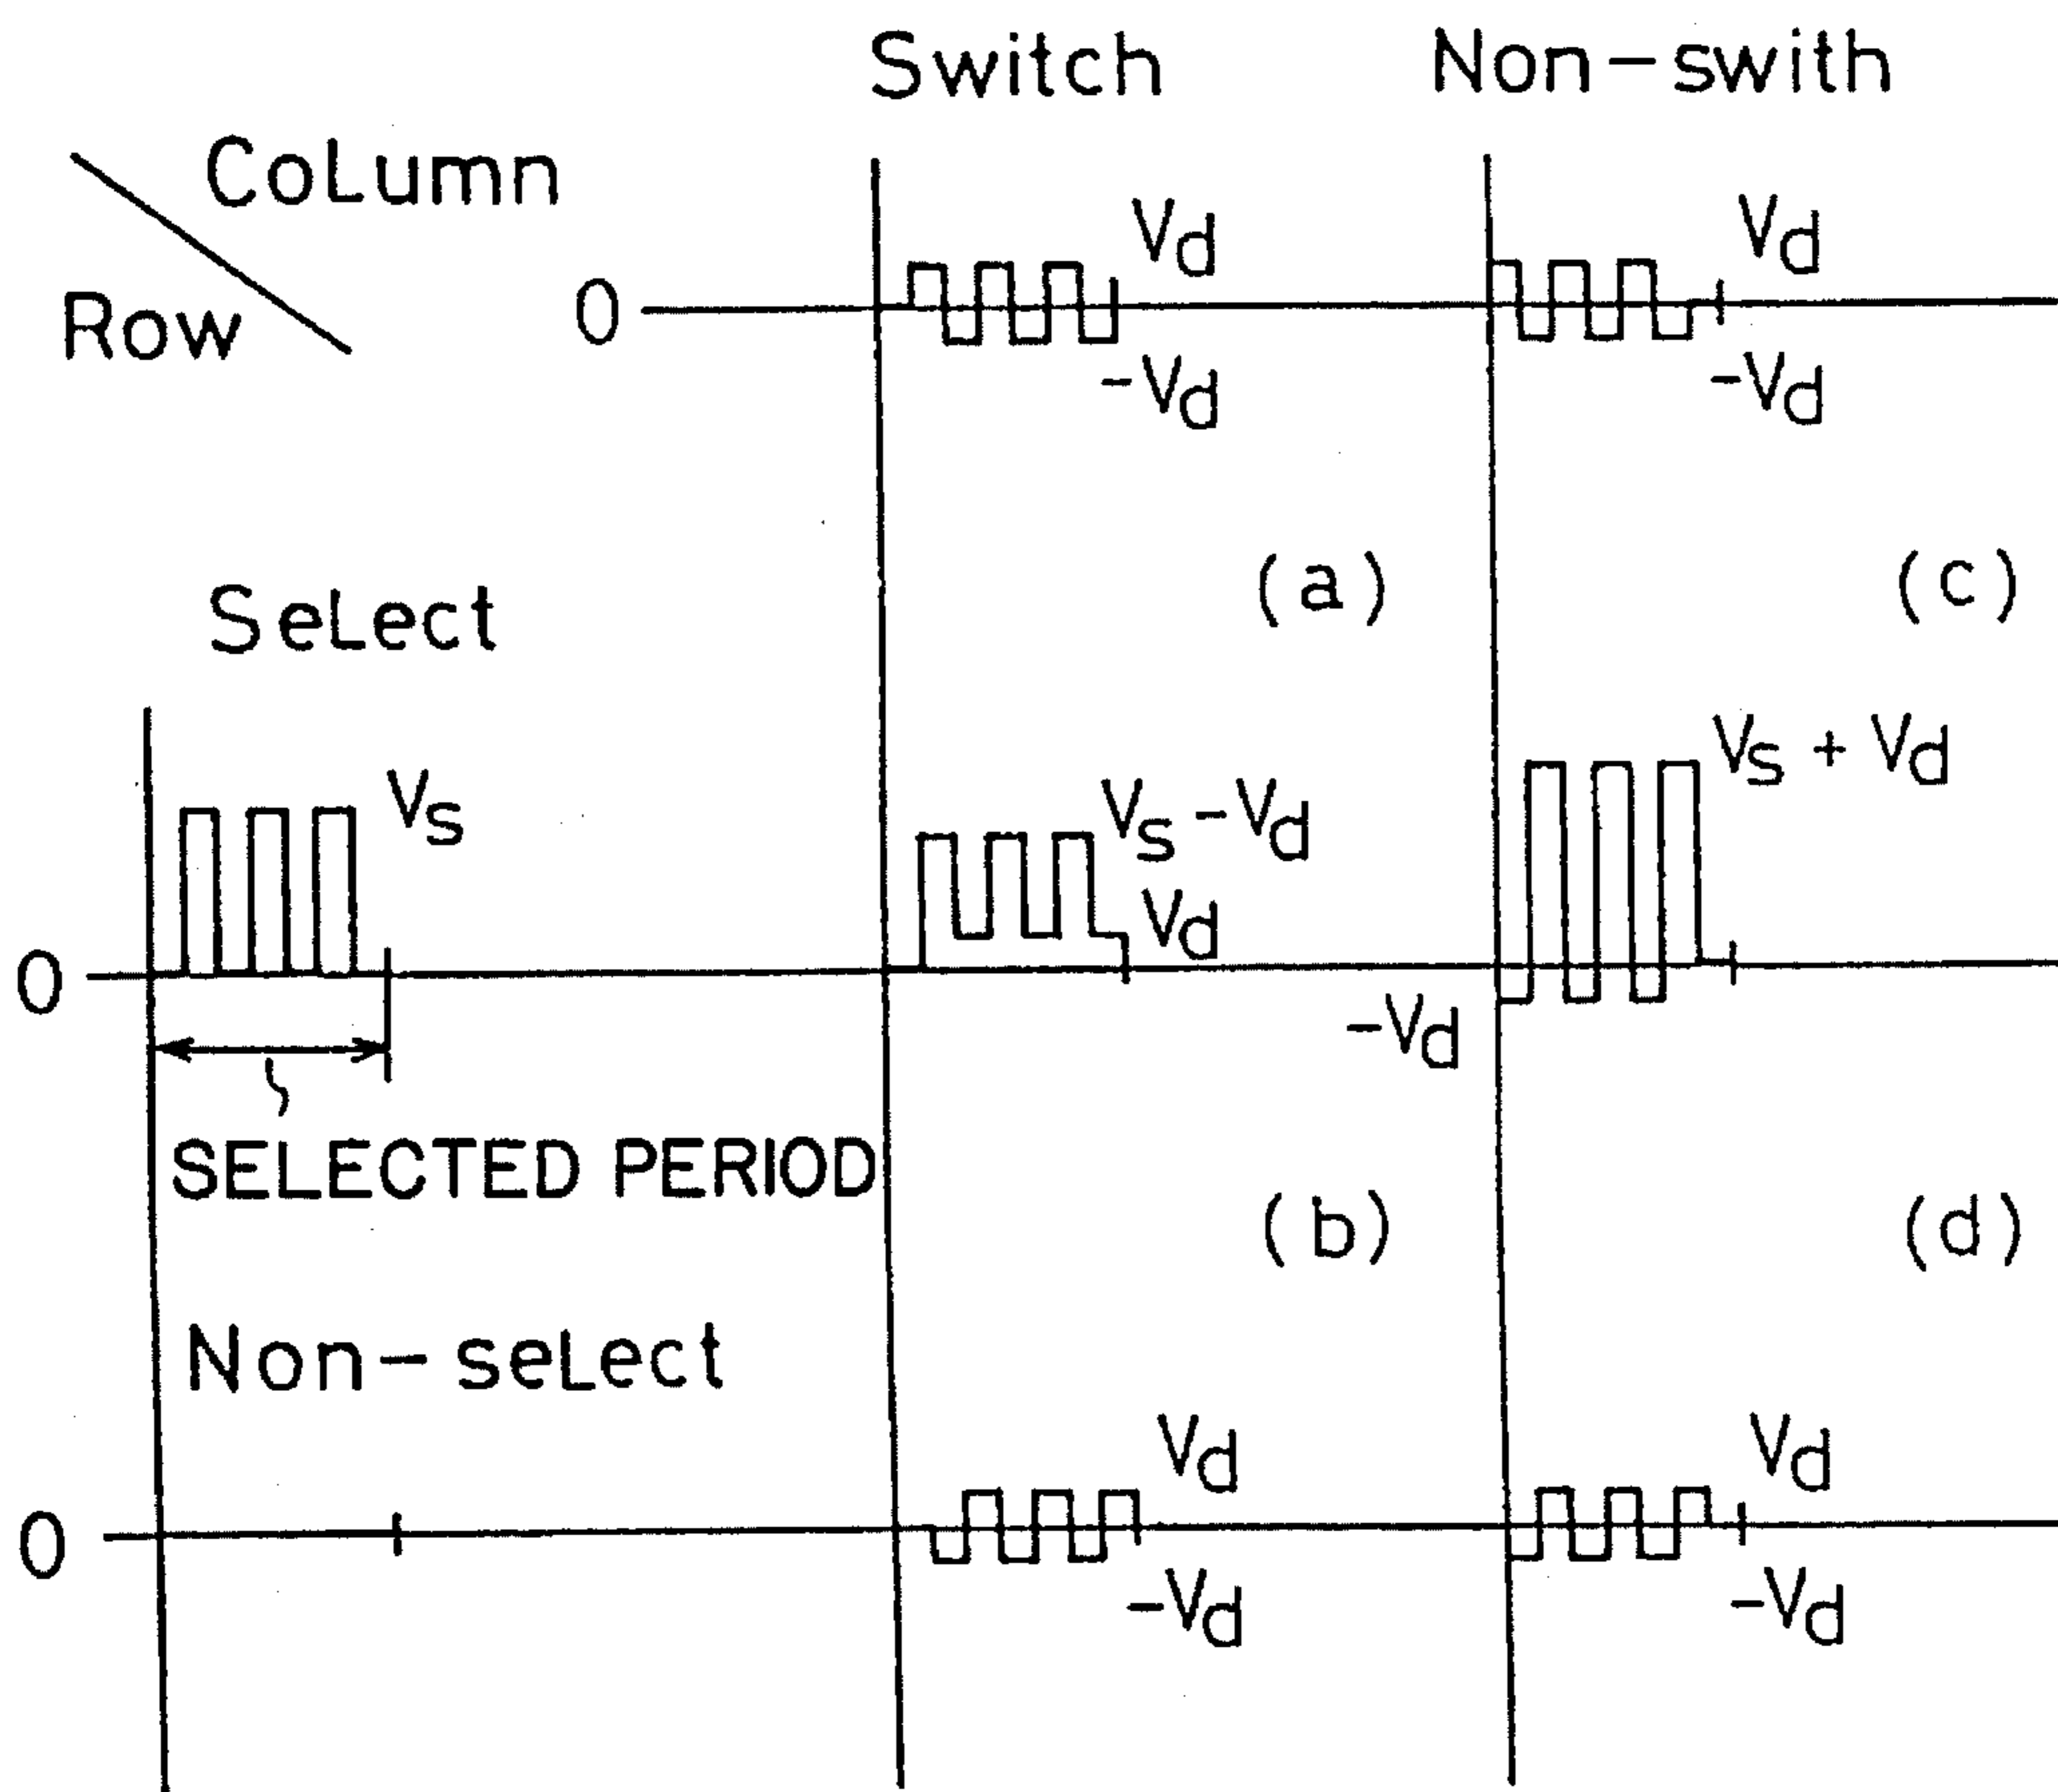 Switch
Non-swith
Column
Row
0
Vd
-Vd
Vd
-Vd
(a)
(c)
Select
Vs
Vs - Vd
Vd
Vs + Vd
0
-Vd
SELECTED PERIOD
(b)
(d)
Non-select
Vd
-Vd
Vd
-Vd
0